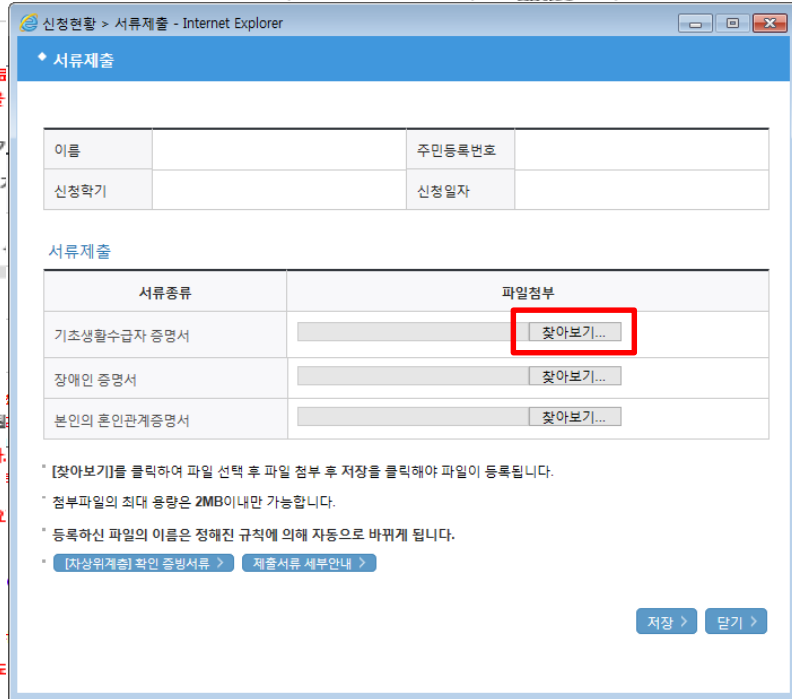 신청현황 > 서류제출 - Internet Explorer
서류제출
이름 주민등록번호
신청학기 신청일자
서류제출
서류종류 파일첨부
기초생활수급자 증명서 찾아보기...
장애인 증명서 찾아보기...
본인의 혼인관계증명서 찾아보기...
[찾아보기]를 클릭하여 파일 선택 후 파일 첨부 후 저장을 클릭해야 파일이 등록됩니다.
첨부파일의 최대 용량은 2MB이내만 가능합니다.
등록하신 파일의 이름은 정해진 규칙에 의해 자동으로 바뀌게 됩니다.
[차상위계층] 확인 증빙서류 > 제출서류 세부안내 >
저장 > 닫기 >